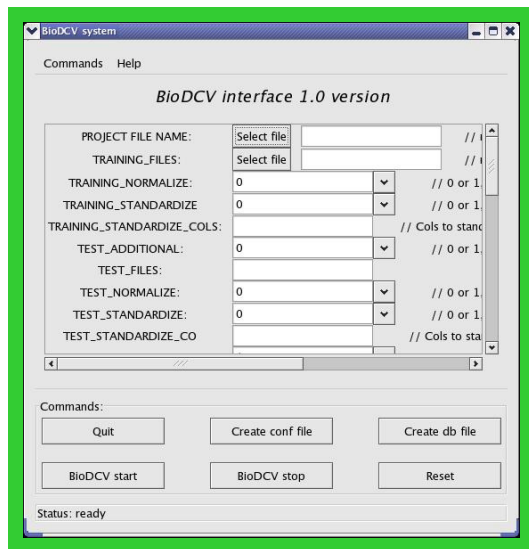 BioDCV system
Commands Help
BioDCV interface 1.0 version
PROJECT FILE NAME: Select file //
TRAINING_FILES: Select file //
TRAINING_NORMALIZE: 0 // 0 or 1,
TRAINING_STANDARDIZE 0 // 0 or 1,
TRAINING_STANDARDIZE_COLS: // Cols to stand
TEST_ADDITIONAL: 0 // 0 or 1,
TEST_FILES:
TEST_NORMALIZE: 0 // 0 or 1,
TEST_STANDARDIZE: 0 // 0 or 1,
TEST_STANDARDIZE_CO // Cols to sta
Commands:
Quit Create conf file Create db file
BioDCV start BioDCV stop Reset
Status: ready